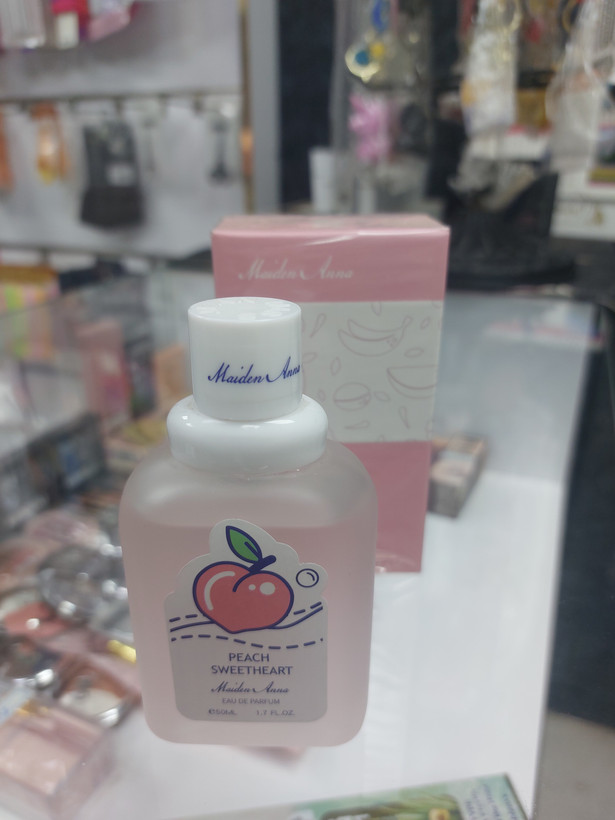 Maiden Anna
Maiden Anna
PEACH
SWEETHEART
Maiden Anna
EAU DE PARFUM
℮50ML 1.7 FL.OZ.